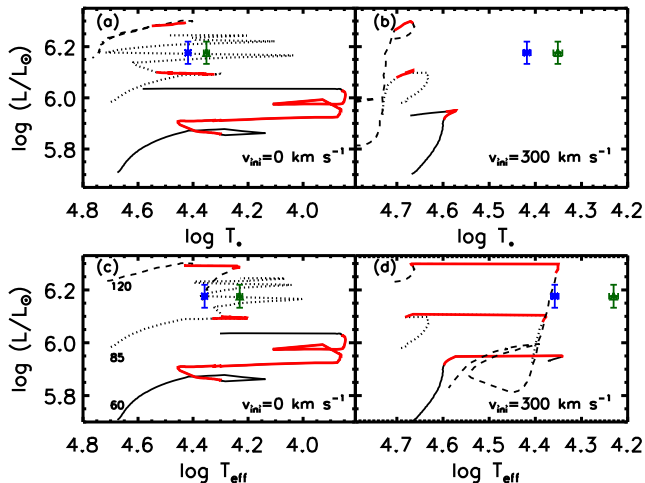 (a)
(b)
log (L/L⊙)
6.2
6.0
5.8
v_ini=0 km s⁻¹
v_ini=300 km s⁻¹
4.8 4.6 4.4 4.2 4.0
4.7 4.6 4.5 4.4 4.3 4.2
log T*
log T*
(c)
(d)
log (L/L⊙)
6.2
6.0
5.8
120
85
60
v_ini=0 km s⁻¹
v_ini=300 km s⁻¹
4.8 4.6 4.4 4.2 4.0
4.7 4.6 4.5 4.4 4.3 4.2
log T_eff
log T_eff